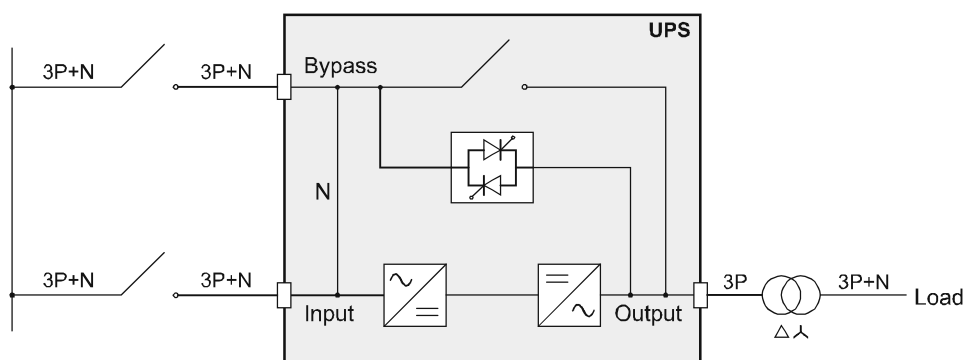 UPS
3P+N
3P+N
Bypass
N
3P+N
3P+N
Input
Output
3P
3P+N
Load